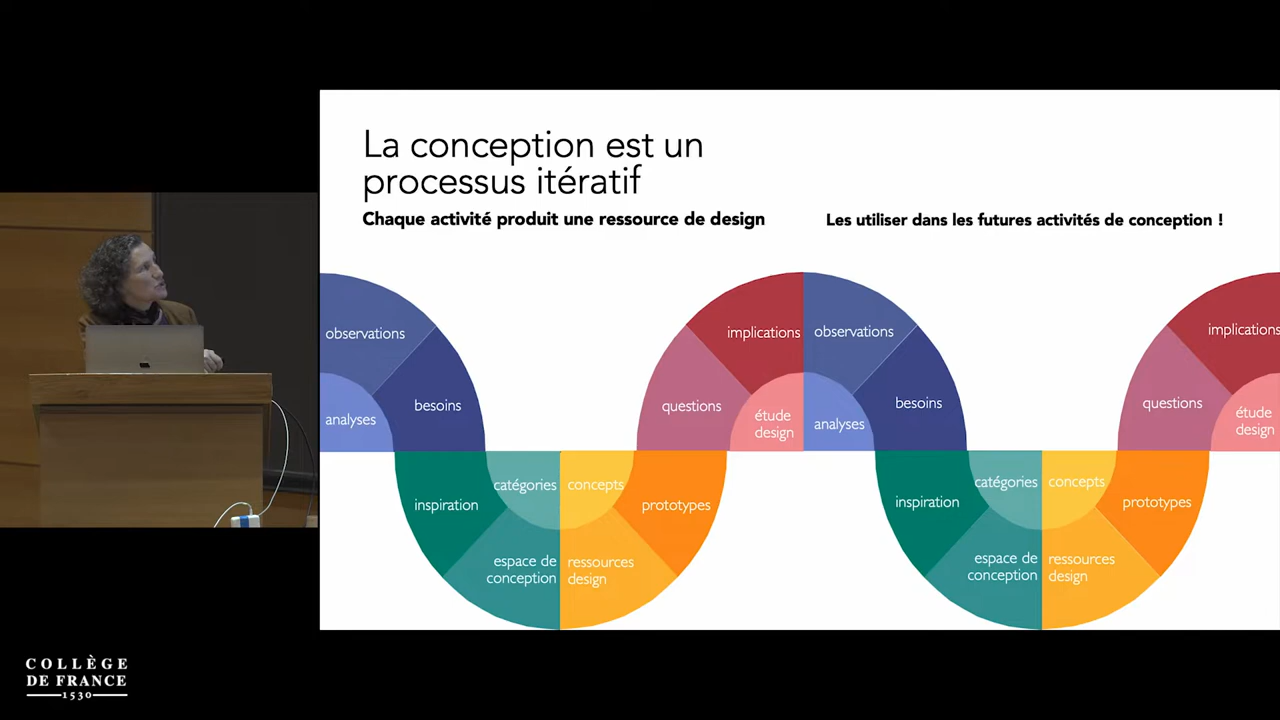 La conception est un
processus itératif
Chaque activité produit une ressource de design
Les utiliser dans les futures activités de conception !
observations
analyses
besoins
inspiration
catégories
espace de
conception
concepts
ressources
design
prototypes
questions
implications
étude
design
observations
analyses
besoins
inspiration
catégories
espace de
conception
concepts
ressources
design
prototypes
questions
implications
étude
design
COLLÈGE
DE FRANCE
1530